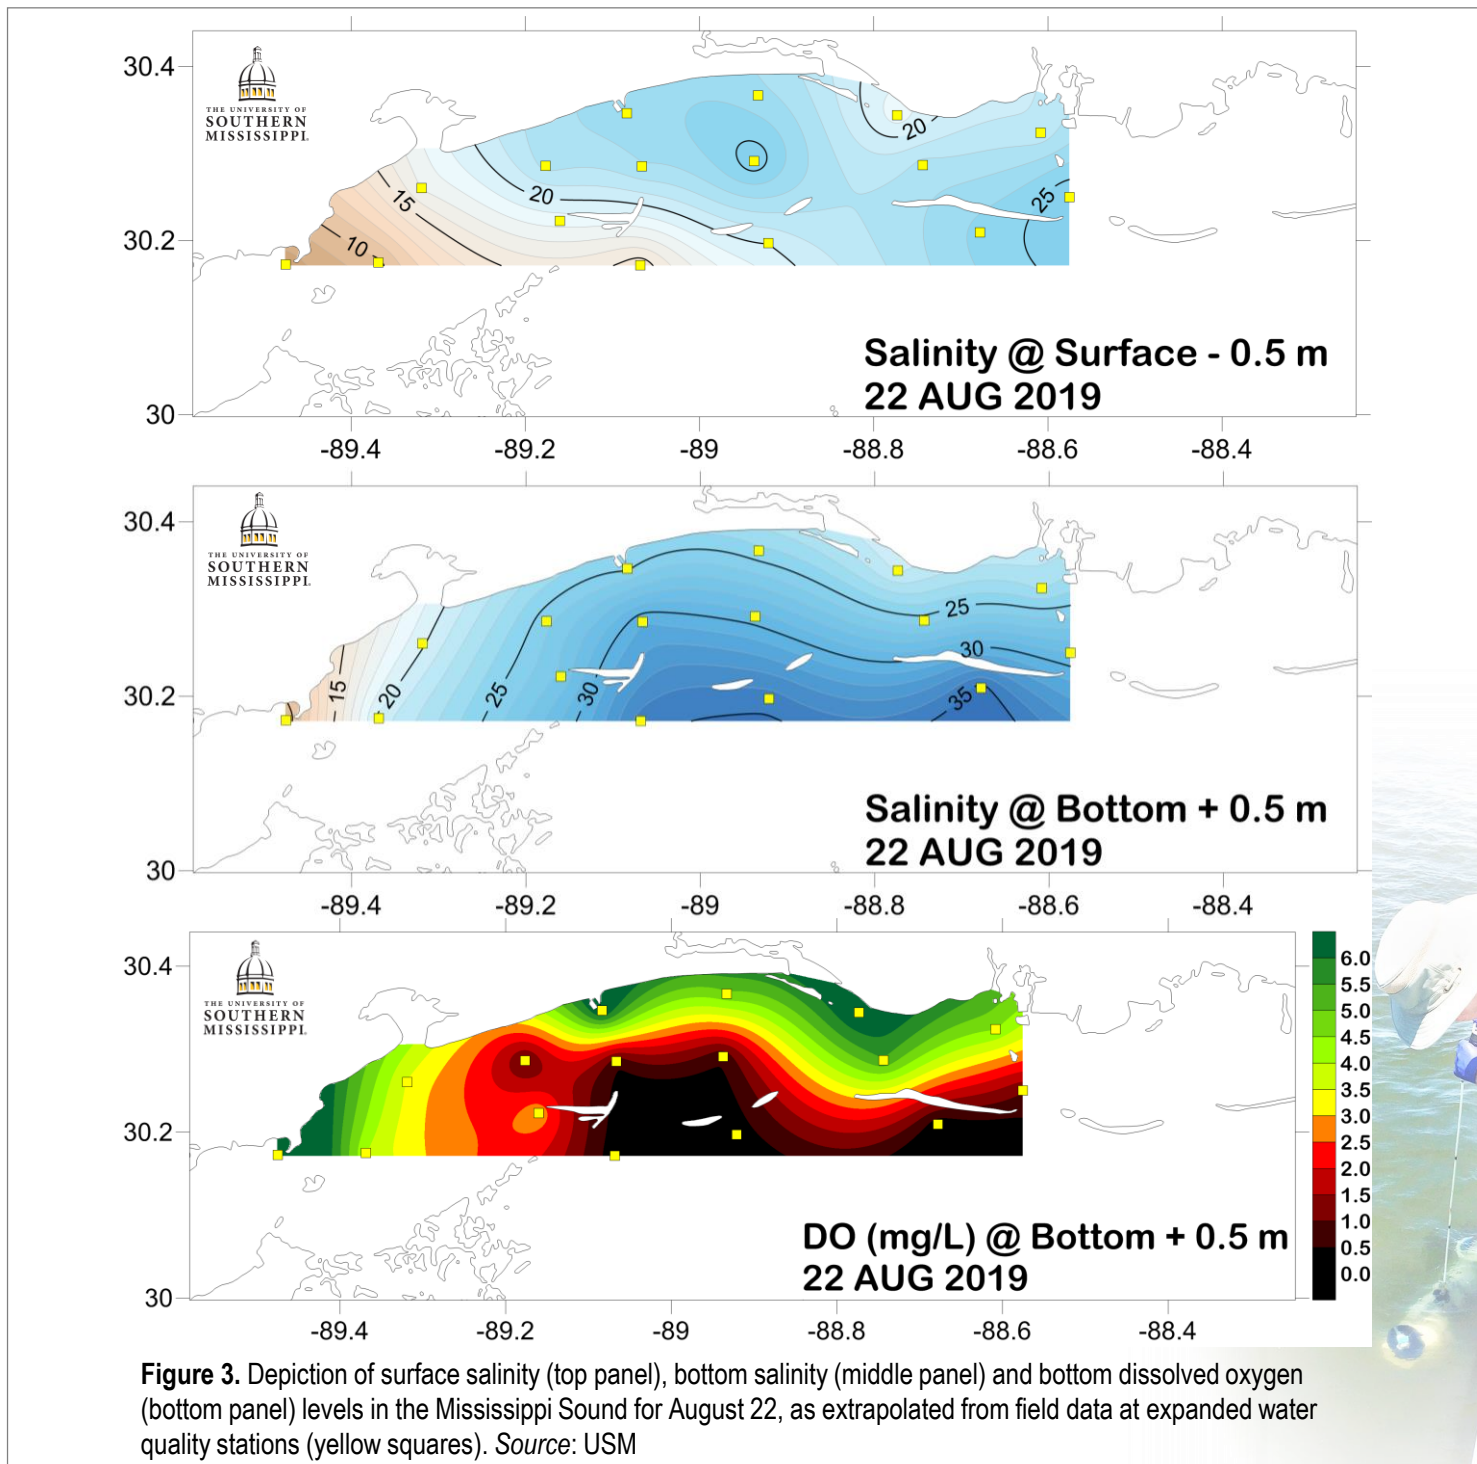 30.4
THE UNIVERSITY OF
SOUTHERN
MISSISSIPPI
20
15
20
25
30.2
10
Salinity @ Surface - 0.5 m
22 AUG 2019
30
-89.4 -89.2 -89 -88.8 -88.6 -88.4
30.4
THE UNIVERSITY OF
SOUTHERN
MISSISSIPPI
25
30
15 20 25 30 35
30.2
Salinity @ Bottom + 0.5 m
22 AUG 2019
30
-89.4 -89.2 -89 -88.8 -88.6 -88.4
30.4
THE UNIVERSITY OF
SOUTHERN
MISSISSIPPI
6.0
5.5
5.0
4.5
4.0
3.5
3.0
2.5
2.0
1.5
1.0
0.5
0.0
30.2
DO (mg/L) @ Bottom + 0.5 m
22 AUG 2019
30
-89.4 -89.2 -89 -88.8 -88.6 -88.4
Figure 3. Depiction of surface salinity (top panel), bottom salinity (middle panel) and bottom dissolved oxygen
(bottom panel) levels in the Mississippi Sound for August 22, as extrapolated from field data at expanded water
quality stations (yellow squares). Source: USM